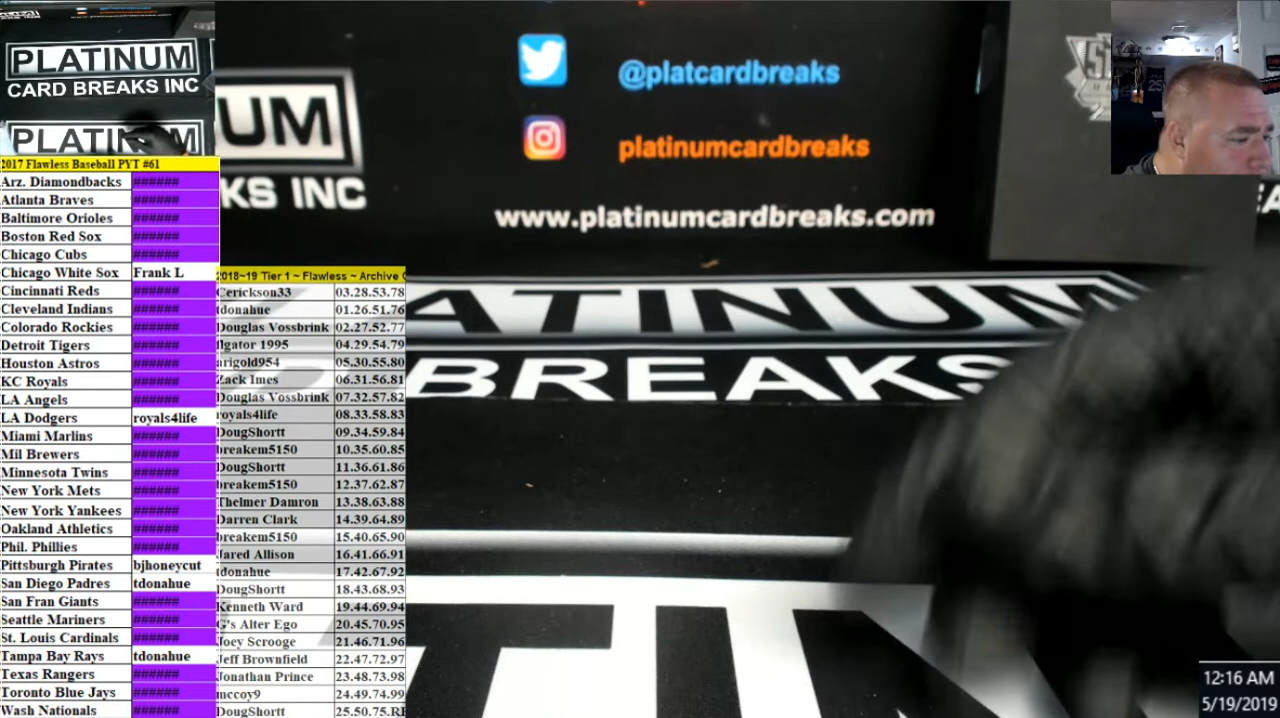 PLATINUM
CARD BREAKS INC
PLATINUM
2017 Flawless Baseball PYT #61
Arz. Diamondbacks ######
Atlanta Braves ######
Baltimore Orioles ######
Boston Red Sox ######
Chicago Cubs ######
Chicago White Sox Frank L
Cincinnati Reds ######
Cleveland Indians ######
Colorado Rockies ######
Detroit Tigers ######
Houston Astros ######
KC Royals ######
LA Angels ######
LA Dodgers royals4life
Miami Marlins ######
Mil Brewers ######
Minnesota Twins ######
New York Mets ######
New York Yankees ######
Oakland Athletics ######
Phil. Phillies ######
Pittsburgh Pirates bjhoneycut
San Diego Padres tdonahue
San Fran Giants ######
Seattle Mariners ######
St. Louis Cardinals ######
Tampa Bay Rays tdonahue
Texas Rangers ######
Toronto Blue Jays ######
Wash Nationals ######
2018~19 Tier 1 ~ Flawless ~ Archive
Cerickson33 03.28.53.78
tdonahue 01.26.51.76
Douglas Vossbrink 02.27.52.77
Ilgator 1995 04.29.54.79
arigold954 05.30.55.80
Zack Imes 06.31.56.81
Douglas Vossbrink 07.32.57.82
royals4life 08.33.58.83
DougShortt 09.34.59.84
breakem5150 10.35.60.85
DougShortt 11.36.61.86
breakem5150 12.37.62.87
Thelmer Damron 13.38.63.88
Darren Clark 14.39.64.89
breakem5150 15.40.65.90
Jared Allison 16.41.66.91
tdonahue 17.42.67.92
DougShortt 18.43.68.93
Kenneth Ward 19.44.69.94
G's Alter Ego 20.45.70.95
Joey Scrooge 21.46.71.96
Jeff Brownfield 22.47.72.97
Jonathan Prince 23.48.73.98
mccoy9 24.49.74.99
DougShortt 25.50.75.
UM
KS INC
@platcardbreaks
platinumcardbreaks
www.platinumcardbreaks.com
ATINUM
BREAKS
TIN
25
12:16 AM
5/19/2019